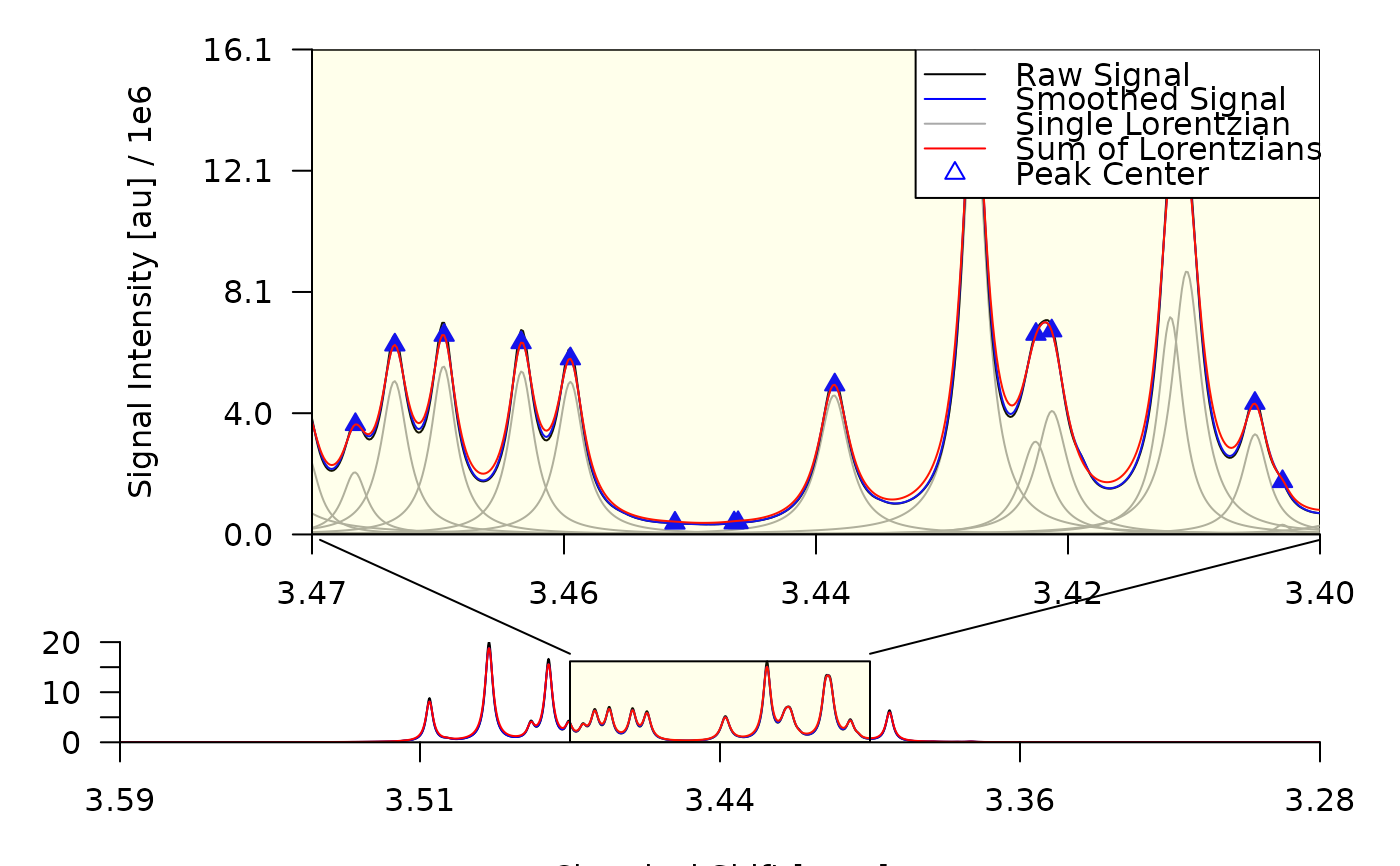 16.1
12.1
8.1
4.0
0.0
Signal Intensity [au] / 1e6
Raw Signal
Smoothed Signal
Single Lorentzian
Sum of Lorentzians
Peak Center
3.47 3.46 3.44 3.42 3.40
20
10
0
3.59 3.51 3.44 3.36 3.28